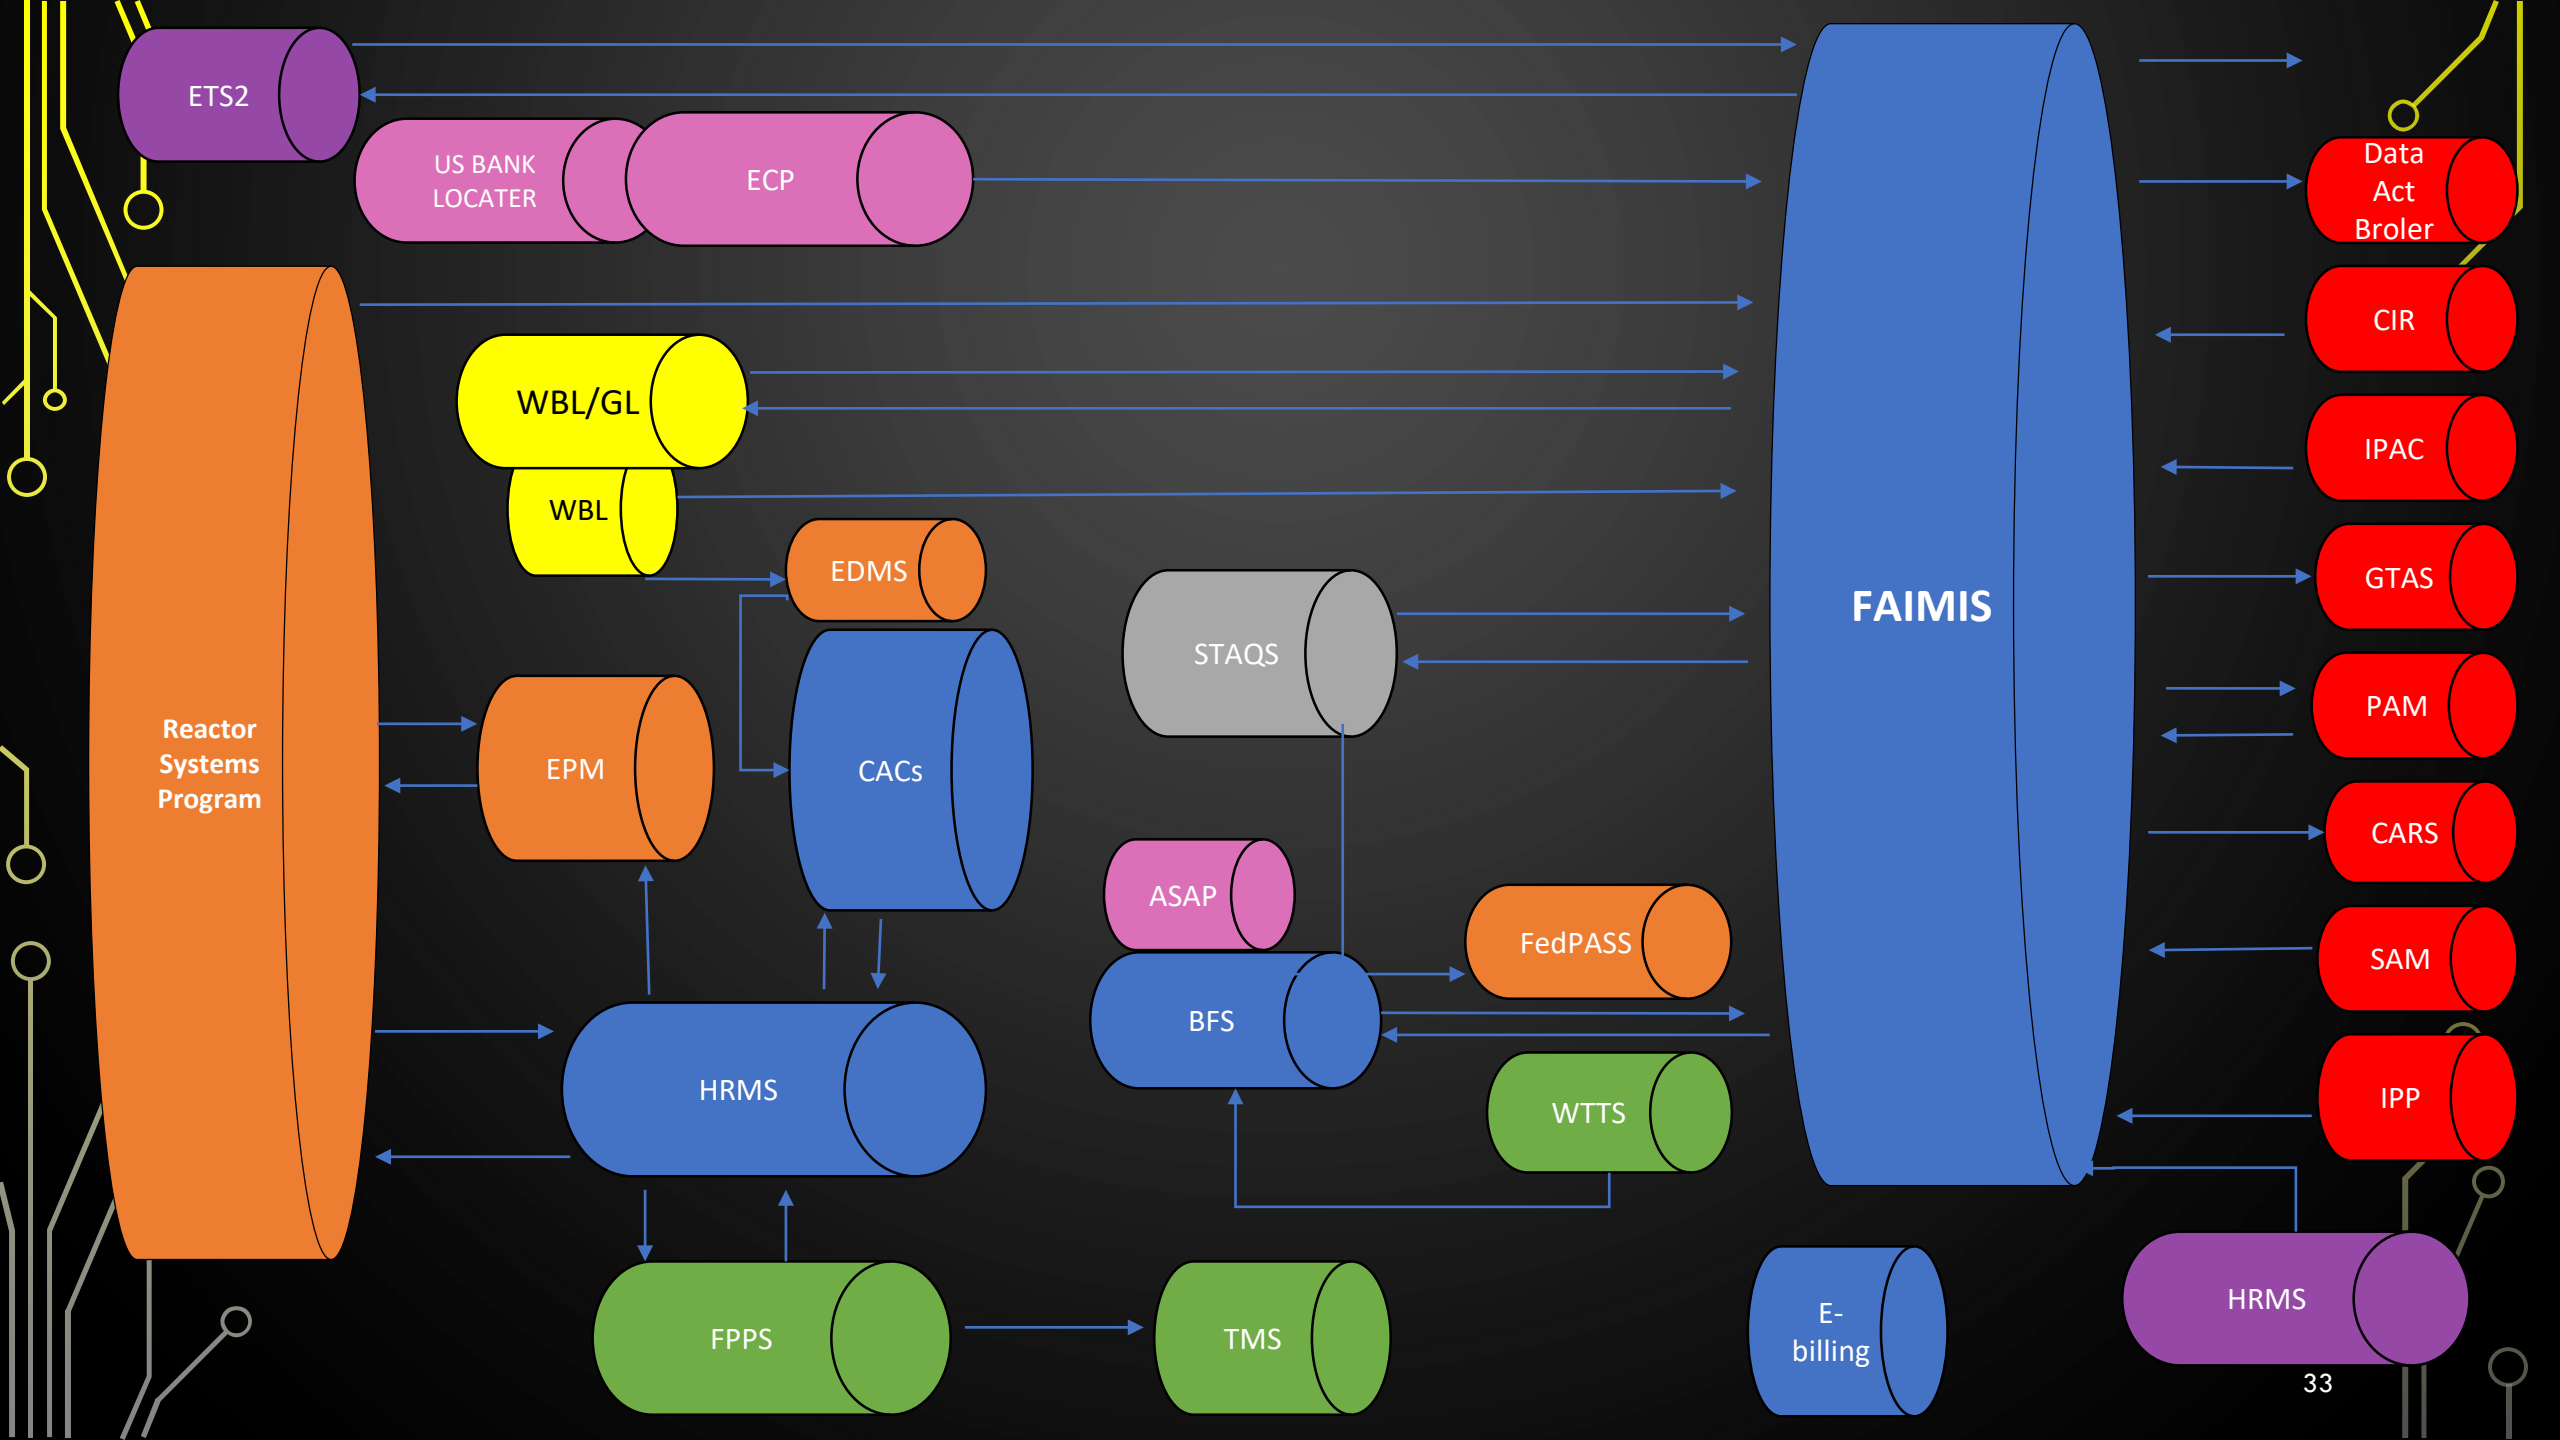 ETS2
US BANK
LOCATER
ECP
Data
Act
Broler
CIR
WBL/GL
IPAC
WBL
EDMS
GTAS
FAIMIS
STAQS
PAM
Reactor
Systems
Program
EPM
CACs
CARS
ASAP
FedPASS
SAM
BFS
HRMS
WTTS
IPP
HRMS
E-
billing
FPPS
TMS
33